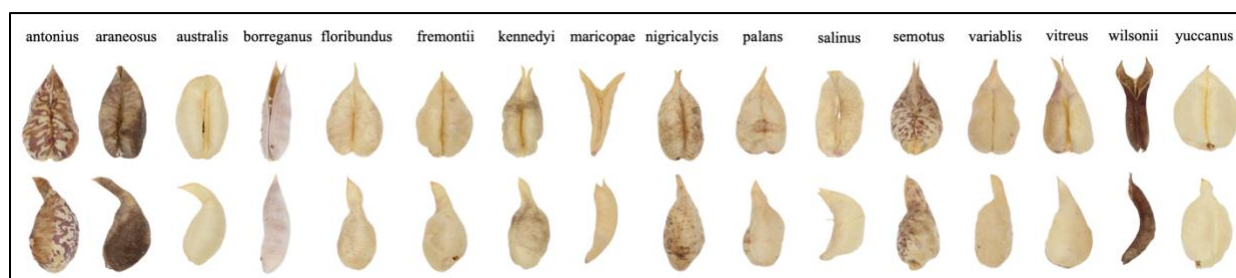 antonius araneosus australis borreganus floribundus fremontii kennedyi maricopae nigricalycis palans salinus semotus variablis vitreus wilsonii yuccanus